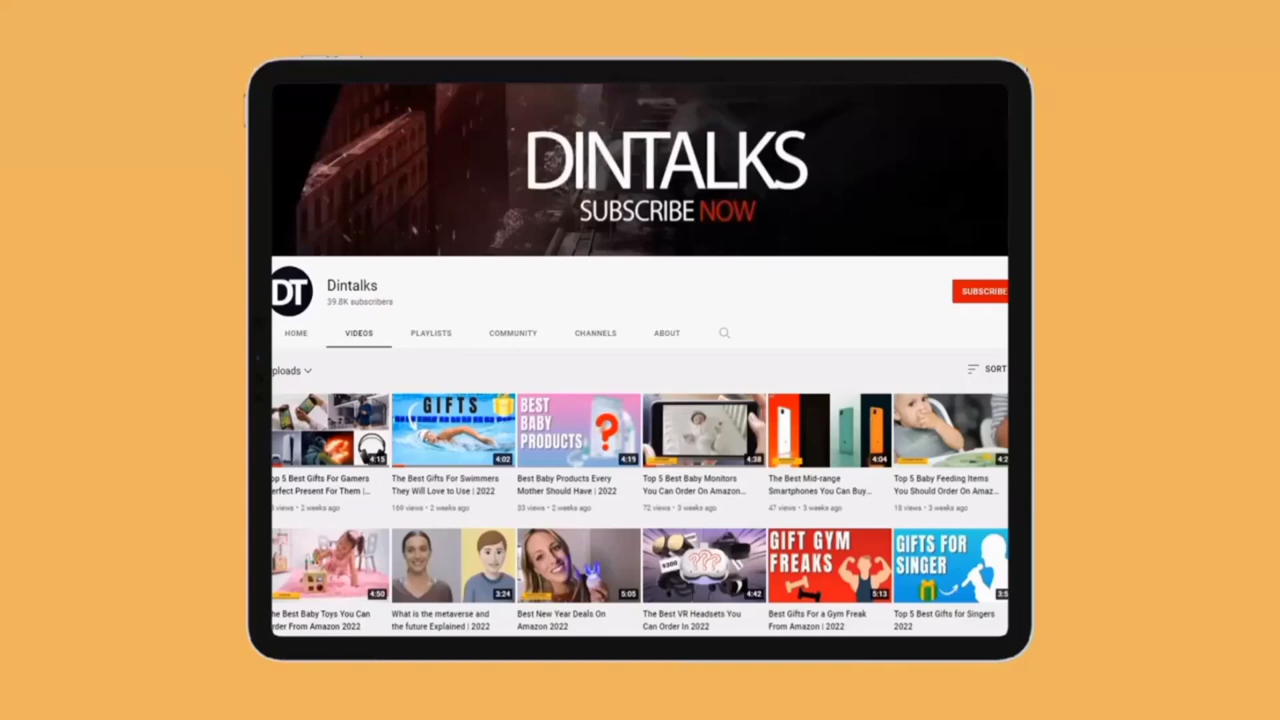 DINTALKS
SUBSCRIBE NOW
DT
Dintalks
39.8K subscribers
SUBSCRIBE
HOME VIDEOS PLAYLISTS COMMUNITY CHANNELS ABOUT
ploads
SORT
GIFTS
BEST
BABY
PRODUCTS
?
4:15 4:02 4:19 4:38 4:04 4:2
op 5 Best Gifts For Gamers
erfect Present For Them |...
views • 2 weeks ago
The Best Gifts For Swimmers
They Will Love to Use | 2022
169 views • 2 weeks ago
Best Baby Products Every
Mother Should Have | 2022
33 views • 2 weeks ago
Top 5 Best Baby Monitors
You Can Order On Amazon...
72 views • 3 weeks ago
The Best Mid-range
Smartphones You Can Buy...
47 views • 3 weeks ago
Top 5 Baby Feeding Items
You Should Order On Amaz...
18 views • 3 weeks ago
$300
???
GIFT GYM
FREAKS
GIFTS FOR
SINGER
4:50 3:24 5:05 4:42 5:13 3:5
he Best Baby Toys You Can
rder From Amazon 2022
What is the metaverse and
the future Explained | 2022
Best New Year Deals On
Amazon 2022
The Best VR Headsets You
Can Order In 2022
Best Gifts For a Gym Freak
From Amazon | 2022
Top 5 Best Gifts for Singers
2022